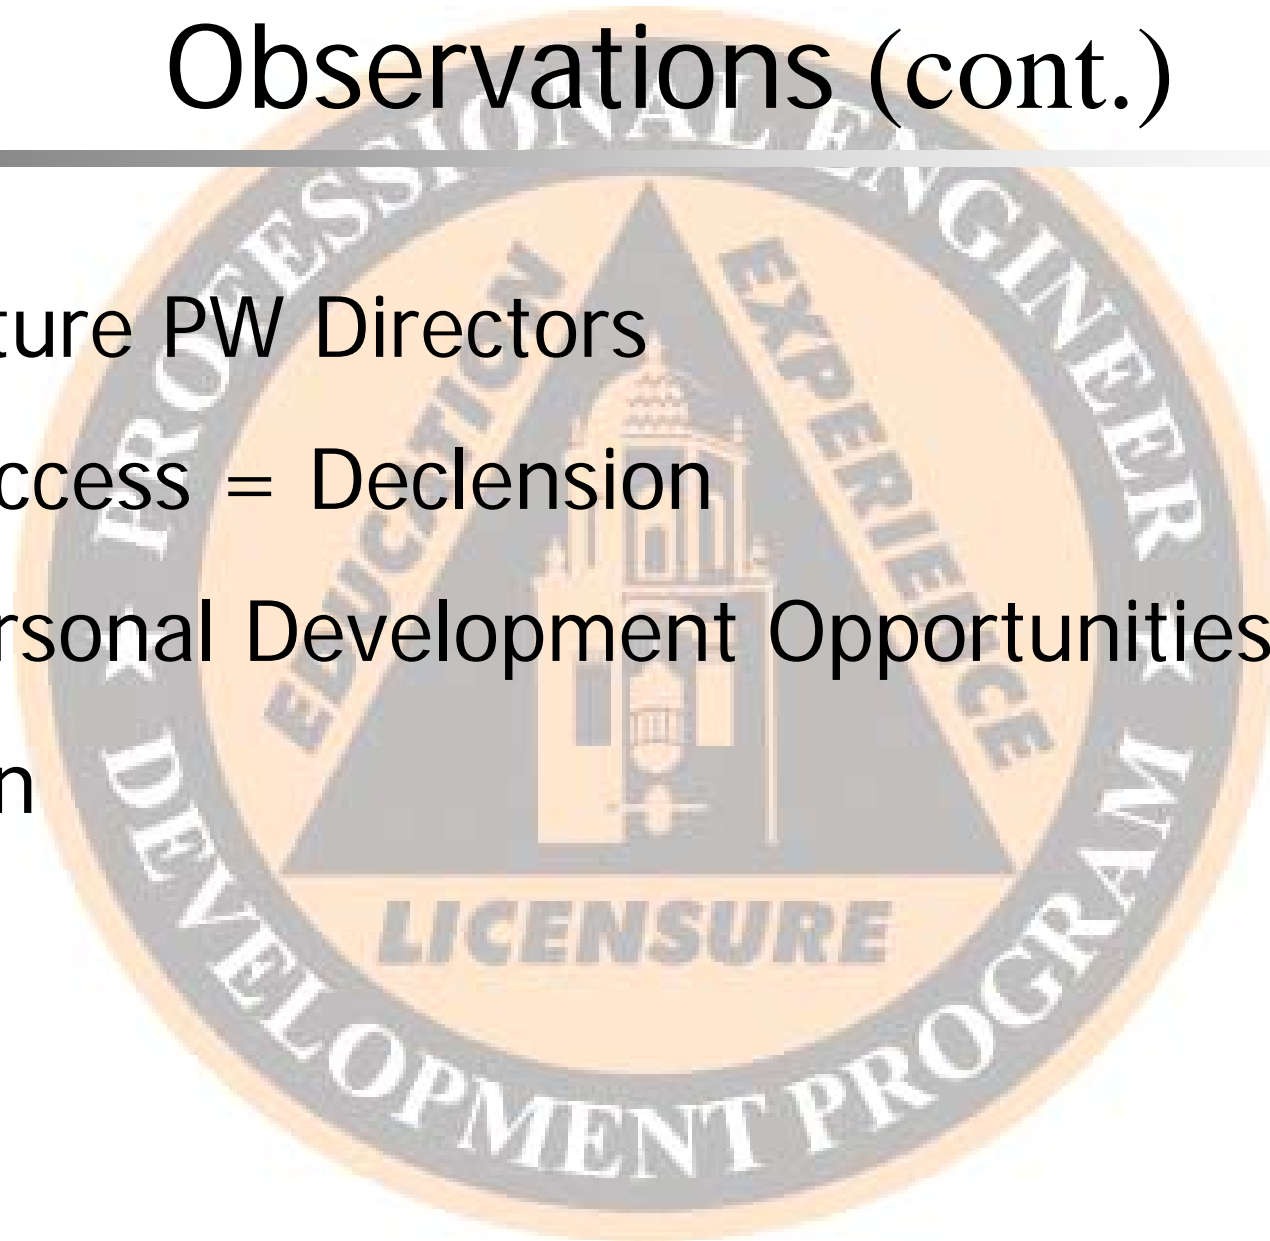 Observations (cont.)
ture PW Directors
ccess = Declension
rsonal Development Opportunities
n
PROFESSIONAL ENGINEER
EDUCATION
EXPERIENCE
LICENSURE
DEVELOPMENT PROGRAM